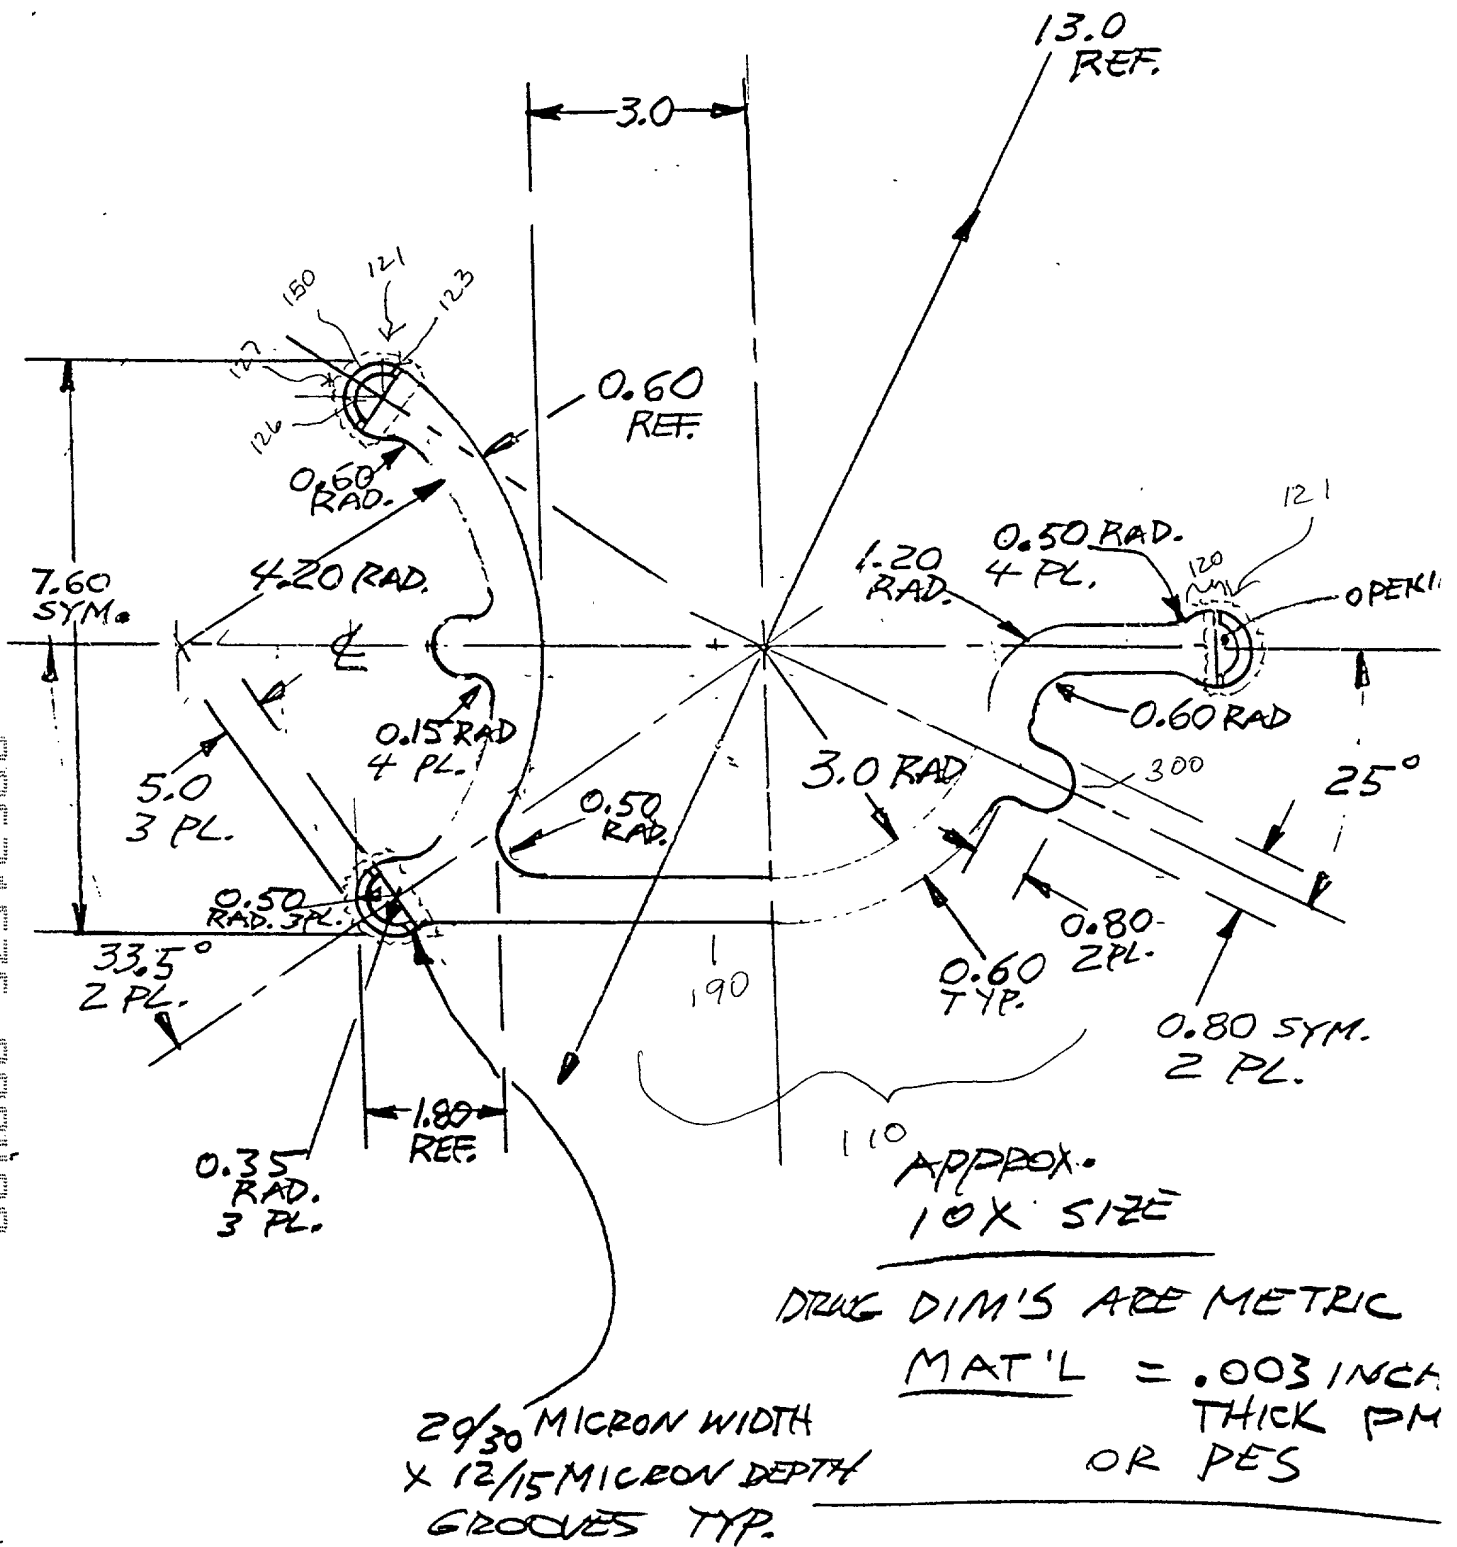 13.0
REF.
3.0
150
121
123
127
126
0.60
REF.
0.60
RAD.
7.60
SYM.
4.20 RAD.
℄
1.20
RAD.
0.50 RAD.
4 PL.
120
121
0.15 RAD
4 PL.
0.60 RAD
5.0
3 PL.
0.50
RAD.
3.0 RAD
300
25°
0.50
RAD. 3 PL.
33.5°
2 PL.
190
0.60
TYP.
0.80
2 PL.
0.80 SYM.
2 PL.
1.80
REF.
110
0.35
RAD.
3 PL.
APPROX.
10X SIZE
DRWG DIM'S ARE METRIC
MAT'L = .003 INCH
THICK PM
OR PES
20/30 MICRON WIDTH
X 12/15 MICRON DEPTH
GROOVES TYP.